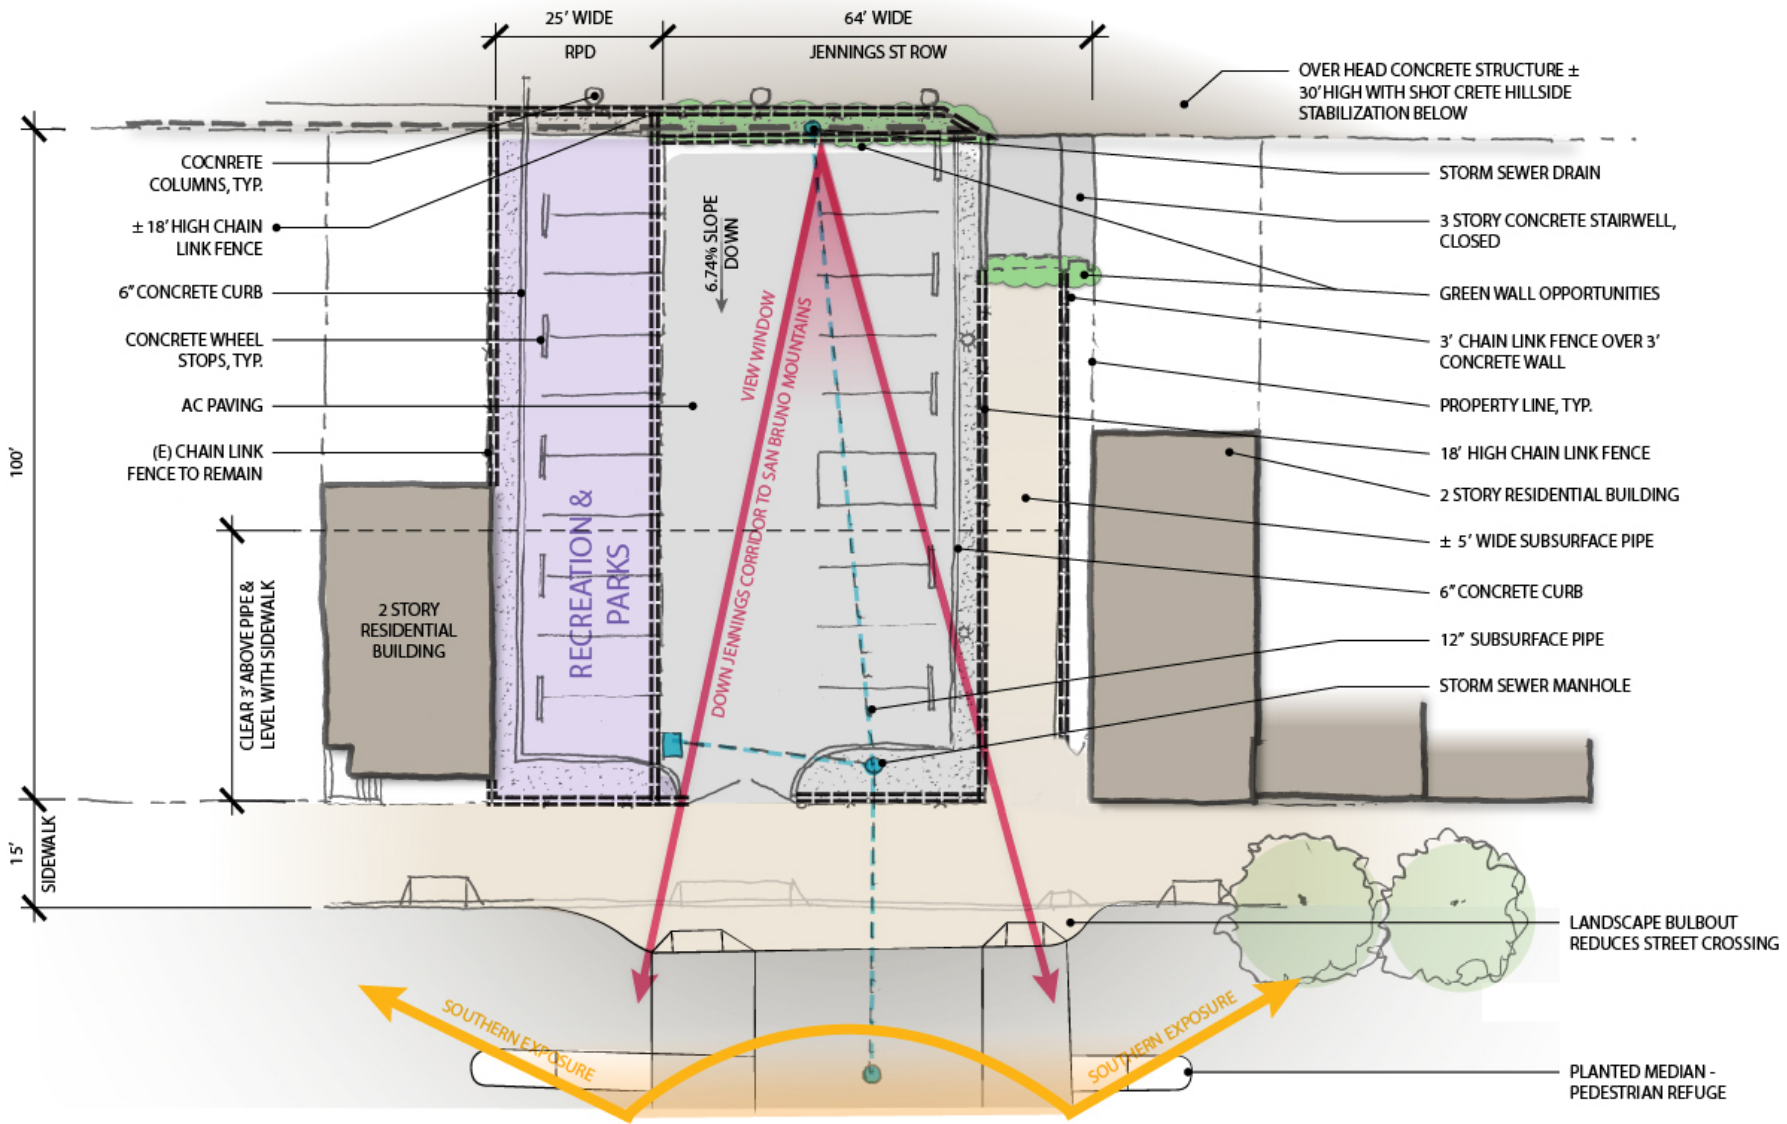 25' WIDE
RPD
64' WIDE
JENNINGS ST ROW
OVER HEAD CONCRETE STRUCTURE ±
30' HIGH WITH SHOT CRETE HILLSIDE
STABILIZATION BELOW
COCNRETE
COLUMNS, TYP.
± 18' HIGH CHAIN
LINK FENCE
6" CONCRETE CURB
CONCRETE WHEEL
STOPS, TYP.
AC PAVING
(E) CHAIN LINK
FENCE TO REMAIN
100'
15'
SIDEWALK
CLEAR 3' ABOVE PIPE &
LEVEL WITH SIDEWALK
2 STORY
RESIDENTIAL
BUILDING
RECREATION &
PARKS
6.74% SLOPE
DOWN
VIEW WINDOW
DOWN JENNINGS CORRIDOR TO SAN BRUNO MOUNTAINS
STORM SEWER DRAIN
3 STORY CONCRETE STAIRWELL,
CLOSED
GREEN WALL OPPORTUNITIES
3' CHAIN LINK FENCE OVER 3'
CONCRETE WALL
PROPERTY LINE, TYP.
18' HIGH CHAIN LINK FENCE
2 STORY RESIDENTIAL BUILDING
± 5' WIDE SUBSURFACE PIPE
6" CONCRETE CURB
12" SUBSURFACE PIPE
STORM SEWER MANHOLE
LANDSCAPE BULBOUT
REDUCES STREET CROSSING
SOUTHERN EXPOSURE
SOUTHERN EXPOSURE
PLANTED MEDIAN -
PEDESTRIAN REFUGE